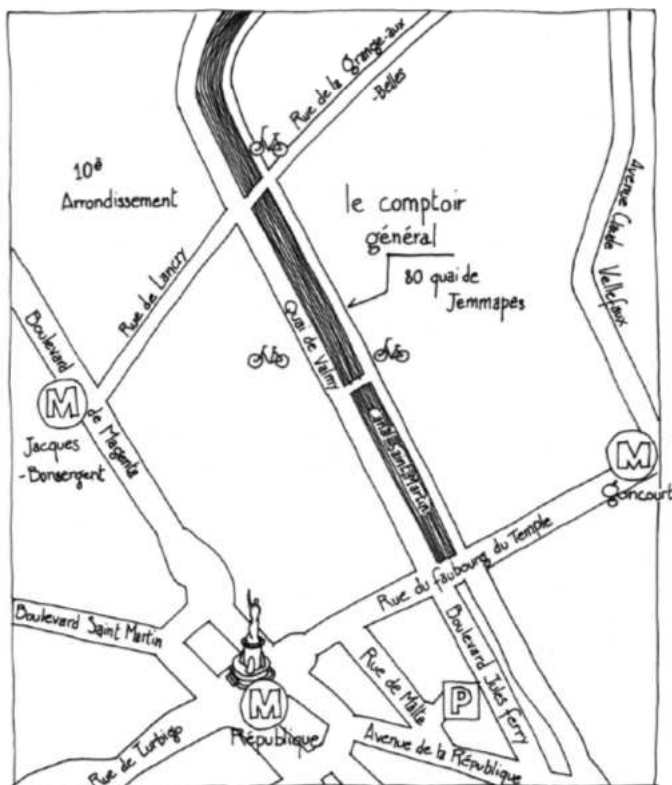 Rue de la Grange-aux
-Belles
10è
Arrondissement
le comptoir
général
80 quai de
Jemmapes
Avenue Claude
Vellefaux
Rue de Lancry
Boulevard
de Magenta
Quai de Valmy
Canal Saint Martin
M
Jacques
-Bonsergent
M
Goncourt
Rue du faubourg du Temple
Boulevard Saint Martin
Boulevard Jules Ferry
Rue de Malte
P
M
République
Avenue de la République
Rue de Turbigo